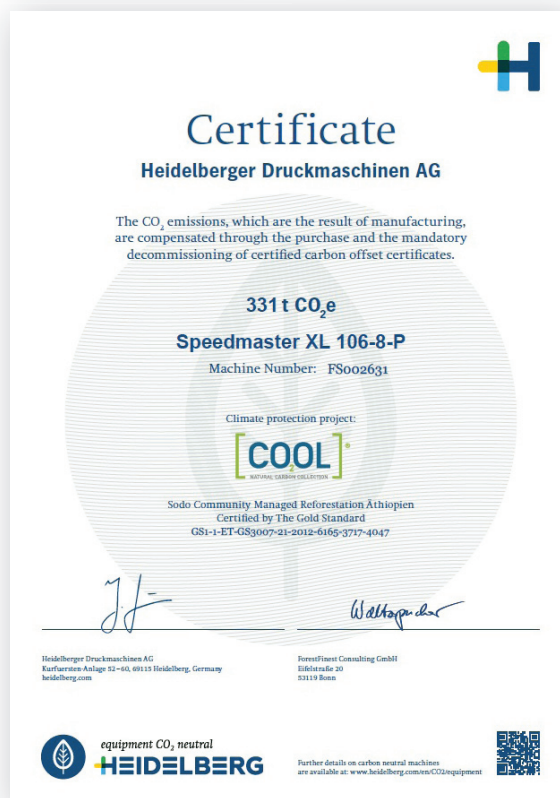 Certificate
Heidelberger Druckmaschinen AG
The CO₂ emissions, which are the result of manufacturing,
are compensated through the purchase and the mandatory
decommissioning of certified carbon offset certificates.
331 t CO₂e
Speedmaster XL 106-8-P
Machine Number: FS002631
Climate protection project:
CO₂OL
NATURAL CARBON COLLECTION
Sodo Community Managed Reforestation Äthiopien
Certified by The Gold Standard
GS1-1-ET-GS3007-21-2012-6165-3717-4047
Heidelberger Druckmaschinen AG
Kurfuersten-Anlage 52–60, 69115 Heidelberg, Germany
heidelberg.com
ForestFinest Consulting GmbH
Eifelstraße 20
53119 Bonn
equipment CO₂ neutral
HEIDELBERG
Further details on carbon neutral machines
are available at: www.heidelberg.com/en/CO2equipment